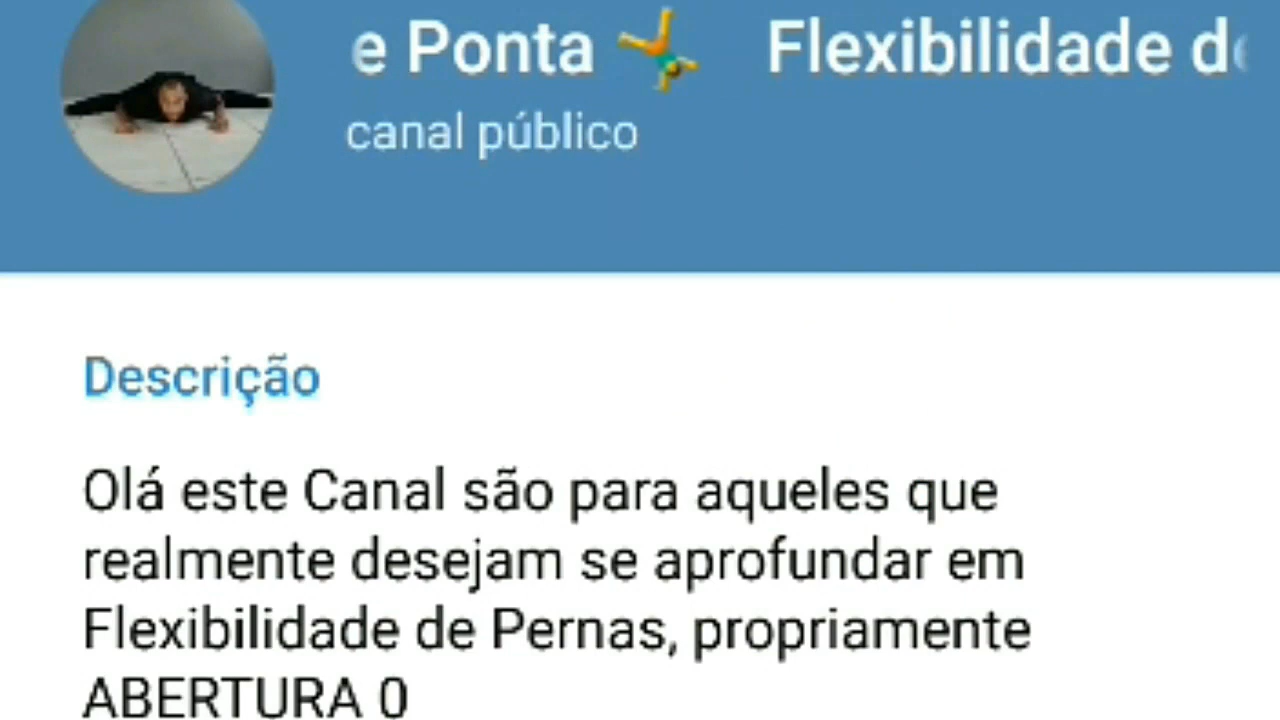 e Ponta 🤸 Flexibilidade d
canal público
Descrição
Olá este Canal são para aqueles que
realmente desejam se aprofundar em
Flexibilidade de Pernas, propriamente
ABERTURA 0